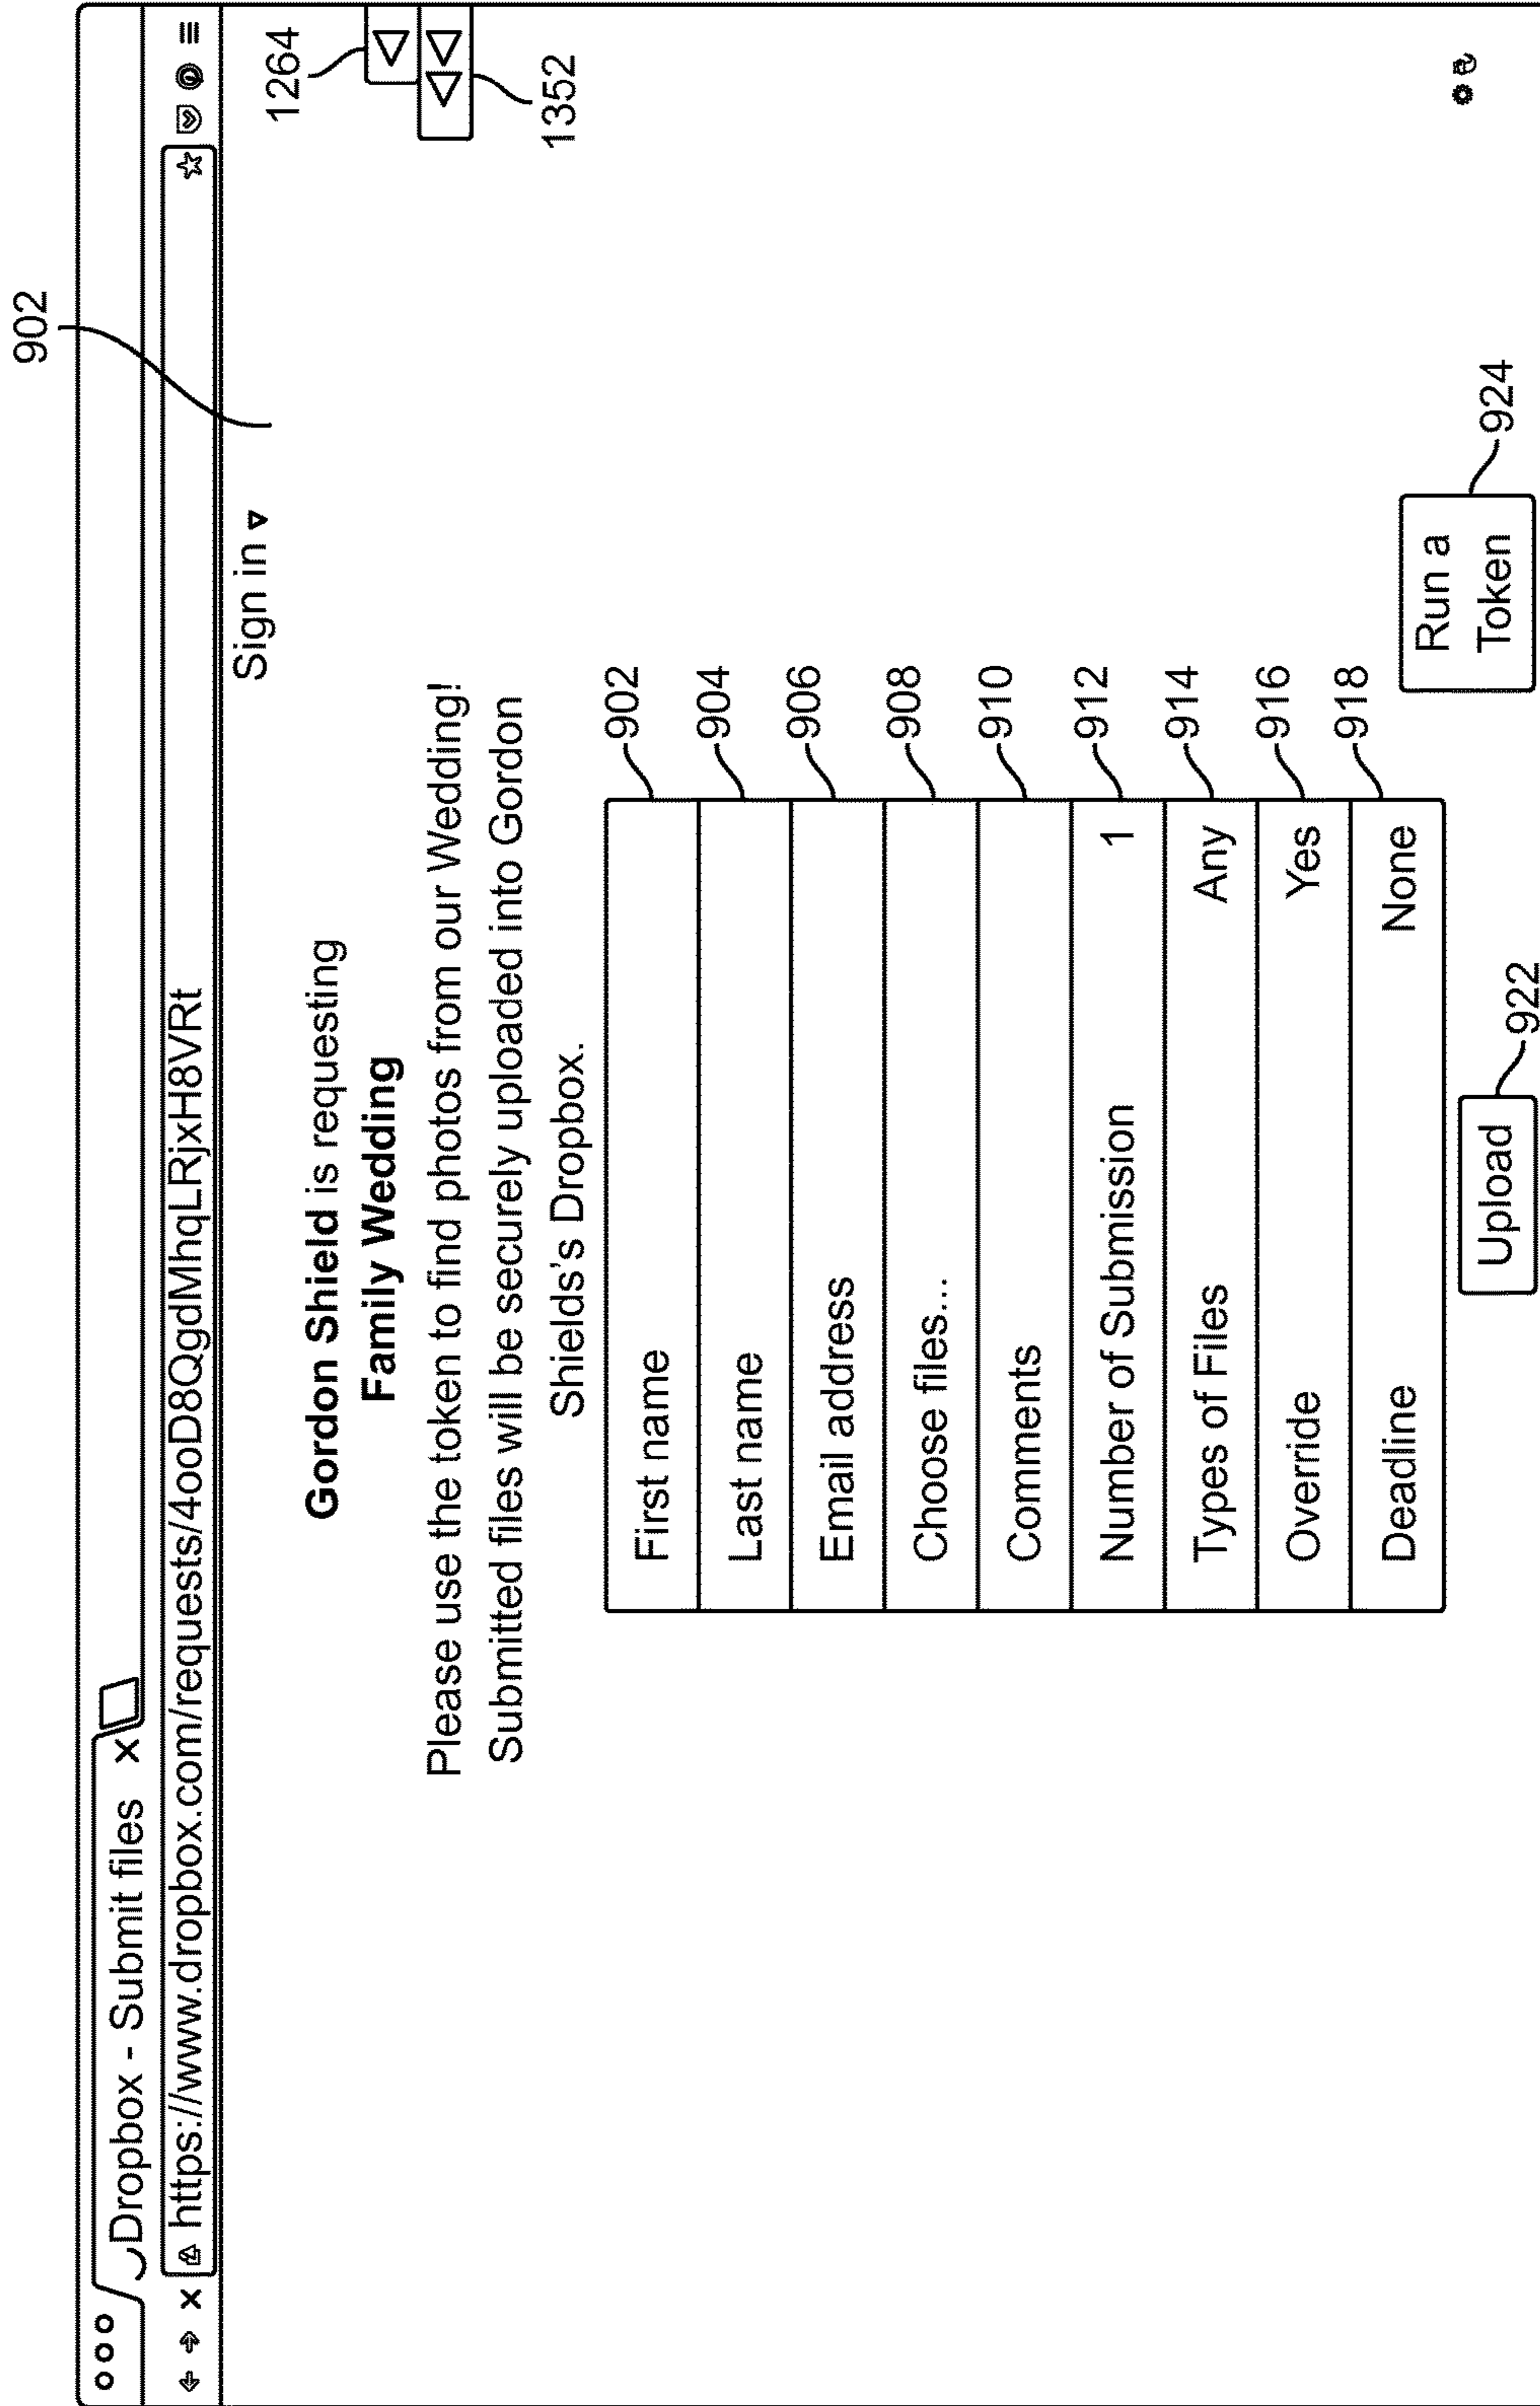 902
Dropbox - Submit files x
https://www.dropbox.com/requests/4ooD8QgdMhqLRjxH8VRt
Sign in
1264
1352
Gordon Shield is requesting
Family Wedding
Please use the token to find photos from our Wedding!
Submitted files will be securely uploaded into Gordon
Shields's Dropbox.
First name 902
Last name 904
Email address 906
Choose files... 908
Comments 910
Number of Submission 1 912
Types of Files Any 914
Override Yes 916
Deadline None 918
Run a
Token
924
Upload 922